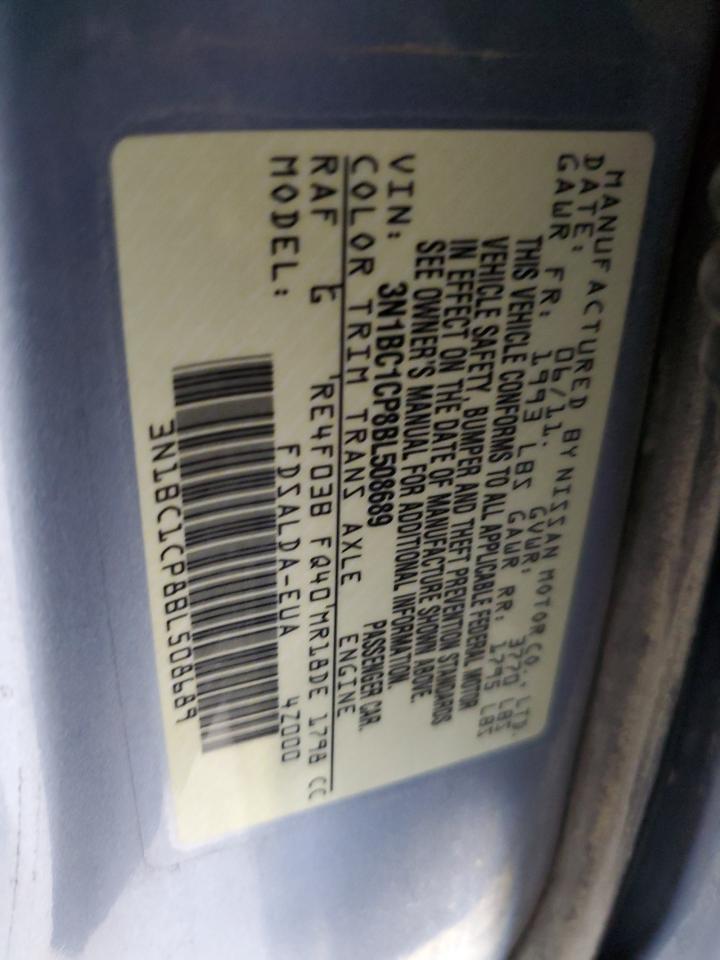 MANUFACTURED BY NISSAN MOTOR CO., LTD.
DATE: 06/11. GVWR: 3770 LBS
GAWR FR: 1993 LBS GAWR RR: 1795 LBS
THIS VEHICLE CONFORMS TO ALL APPLICABLE FEDERAL MOTOR
VEHICLE SAFETY, BUMPER AND THEFT PREVENTION STANDARDS
IN EFFECT ON THE DATE OF MANUFACTURE SHOWN ABOVE.
SEE OWNER'S MANUAL FOR ADDITIONAL INFORMATION.
VIN: 3N1BC1CP8BL508689 PASSENGER CAR.
COLOR TRIM TRANS AXLE ENGINE
RAF G RE4F03B FQ40 MR18DE 1798 CC
MODEL: FDSALDA-EUA 4Z000
3N1BC1CP8BL508689